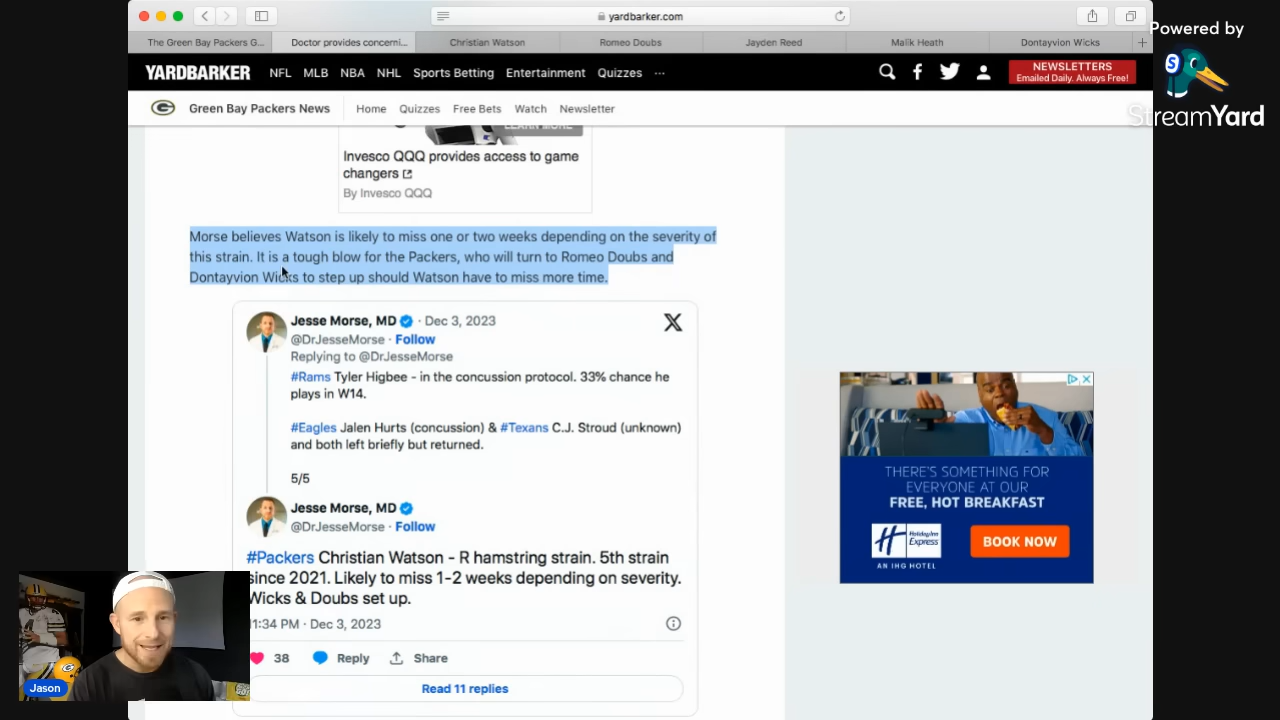 yardbarker.com
The Green Bay Packers G...
Doctor provides concerni...
Christian Watson
Romeo Doubs
Jayden Reed
Malik Heath
Dontayvion Wicks
Powered by
StreamYard
YARDBARKER
NFL MLB NBA NHL Sports Betting Entertainment Quizzes ...
NEWSLETTERS
Emailed Daily. Always Free!
Green Bay Packers News
Home Quizzes Free Bets Watch Newsletter
LEARN MORE
Invesco QQQ provides access to game
changers
By Invesco QQQ
Morse believes Watson is likely to miss one or two weeks depending on the severity of
this strain. It is a tough blow for the Packers, who will turn to Romeo Doubs and
Dontayvion Wicks to step up should Watson have to miss more time.
Jesse Morse, MD · Dec 3, 2023
@DrJesseMorse · Follow
Replying to @DrJesseMorse
#Rams Tyler Higbee - in the concussion protocol. 33% chance he
plays in W14.
#Eagles Jalen Hurts (concussion) & #Texans C.J. Stroud (unknown)
and both left briefly but returned.
5/5
Jesse Morse, MD
@DrJesseMorse · Follow
#Packers Christian Watson - R hamstring strain. 5th strain
since 2021. Likely to miss 1-2 weeks depending on severity.
Wicks & Doubs set up.
11:34 PM · Dec 3, 2023
38 Reply Share
Read 11 replies
THERE'S SOMETHING FOR
EVERYONE AT OUR
FREE, HOT BREAKFAST
Holiday Inn
Express
AN IHG HOTEL
BOOK NOW
Jason